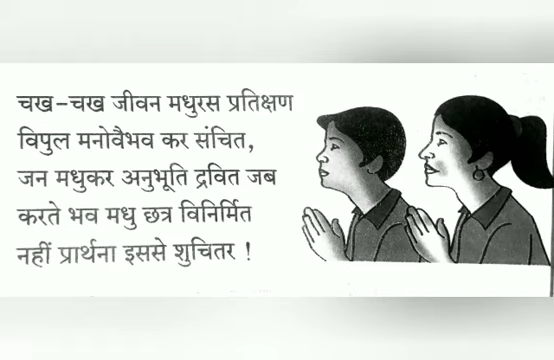 चख-चख जीवन मधुरस प्रतिक्षण
विपुल मनोवैभव कर संचित,
जन मधुकर अनुभूति द्रवित जब
करते भव मधु छत्र विनिर्मित
नहीं प्रार्थना इससे शुचितर !